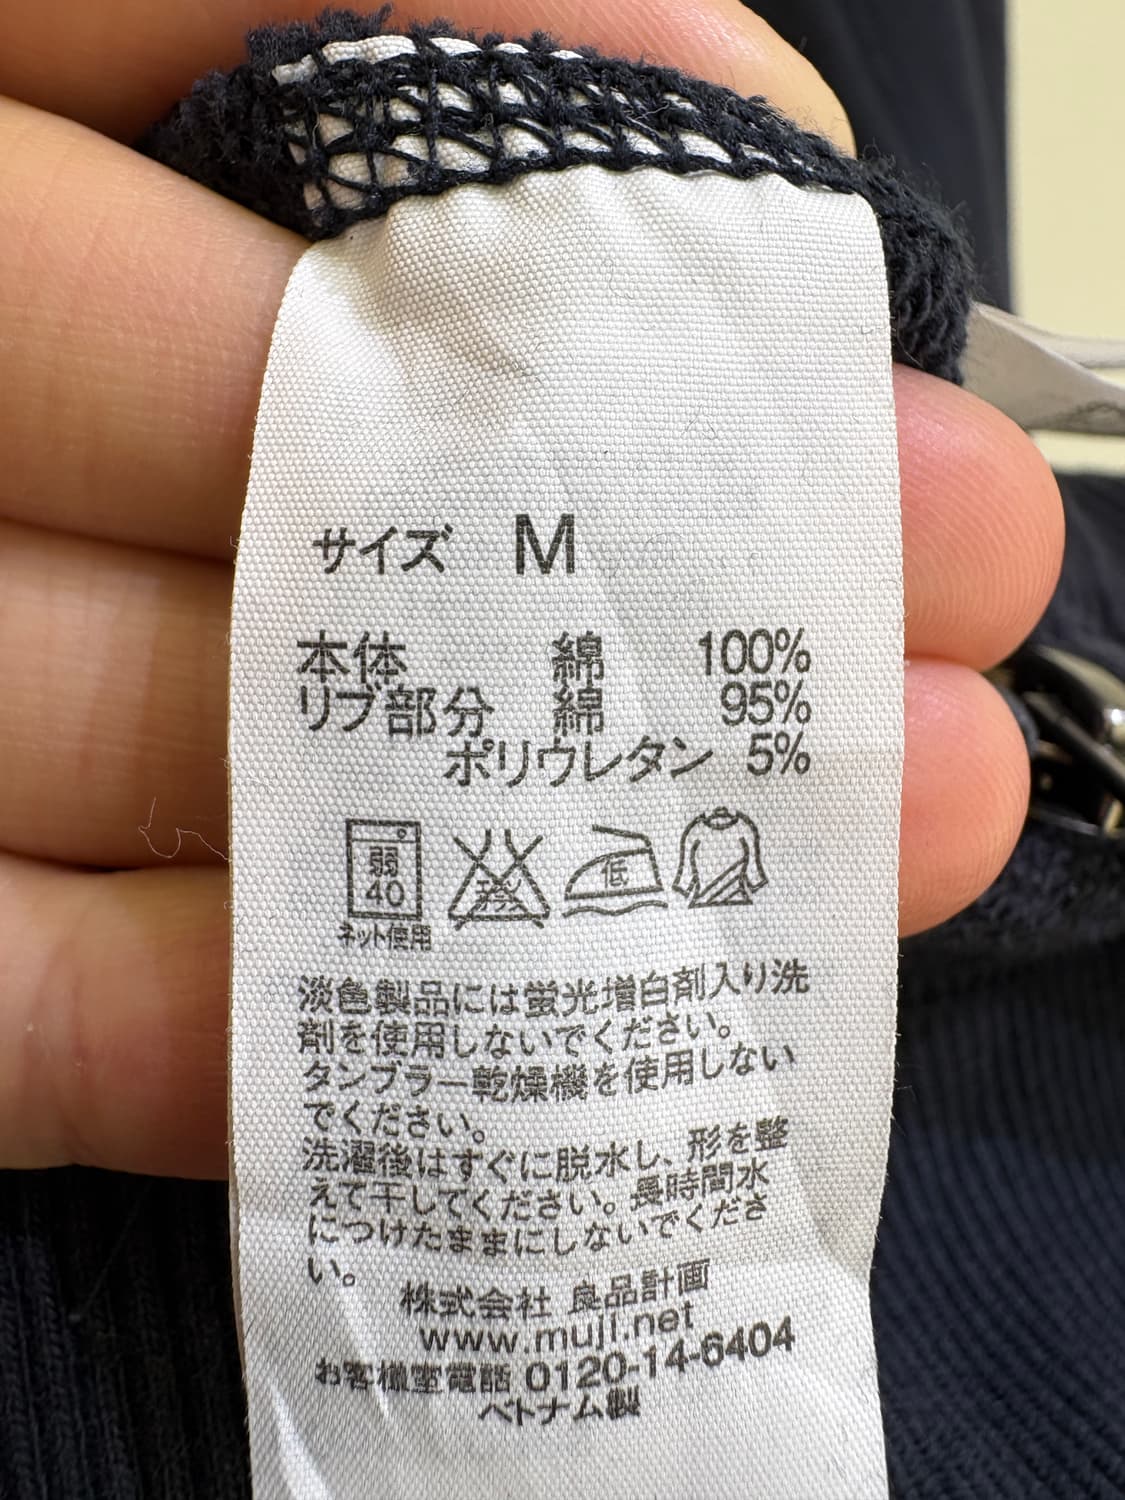 サイズ M
本体 綿 100%
リブ部分 綿 95%
ポリウレタン 5%
弱
40
ネット使用
エンソ
低
淡色製品には蛍光増白剤入り洗
剤を使用しないでください。
タンブラー乾燥機を使用しない
でください。
洗濯後はすぐに脱水し、形を整
えて干してください。長時間水
につけたままにしないでくださ
い。
株式会社 良品計画
www.muji.net
お客様室電話 0120-14-6404
ベトナム製